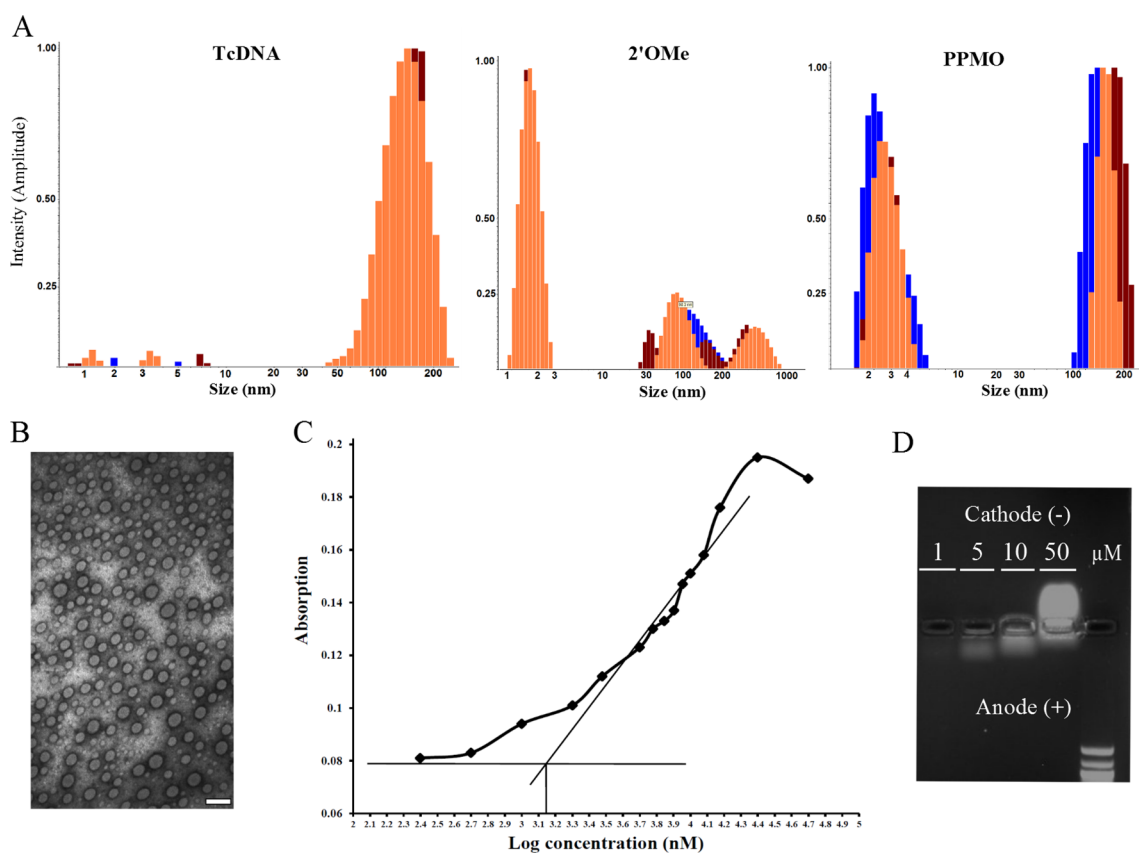 A
TcDNA
2'OMe
PPMO
Intensity (Amplitude)
1.00
0.50
0.25
1 2 3 5 10 20 30 50 100 200
Size (nm)
1.00
0.50
0.25
1 2 3 10 30 100 200 1000
Size (nm)
1.00
0.50
0.25
2 3 4 10 20 30 100 200
Size (nm)
B
C
Absorption
0.2
0.18
0.16
0.14
0.12
0.1
0.08
0.06
2 2.1 2.2 2.3 2.4 2.5 2.6 2.7 2.8 2.9 3 3.1 3.2 3.3 3.4 3.5 3.6 3.7 3.8 3.9 4 4.1 4.2 4.3 4.4 4.5 4.6 4.7 4.8 4.9 5
Log concentration (nM)
D
Cathode (-)
1 5 10 50 µM
Anode (+)